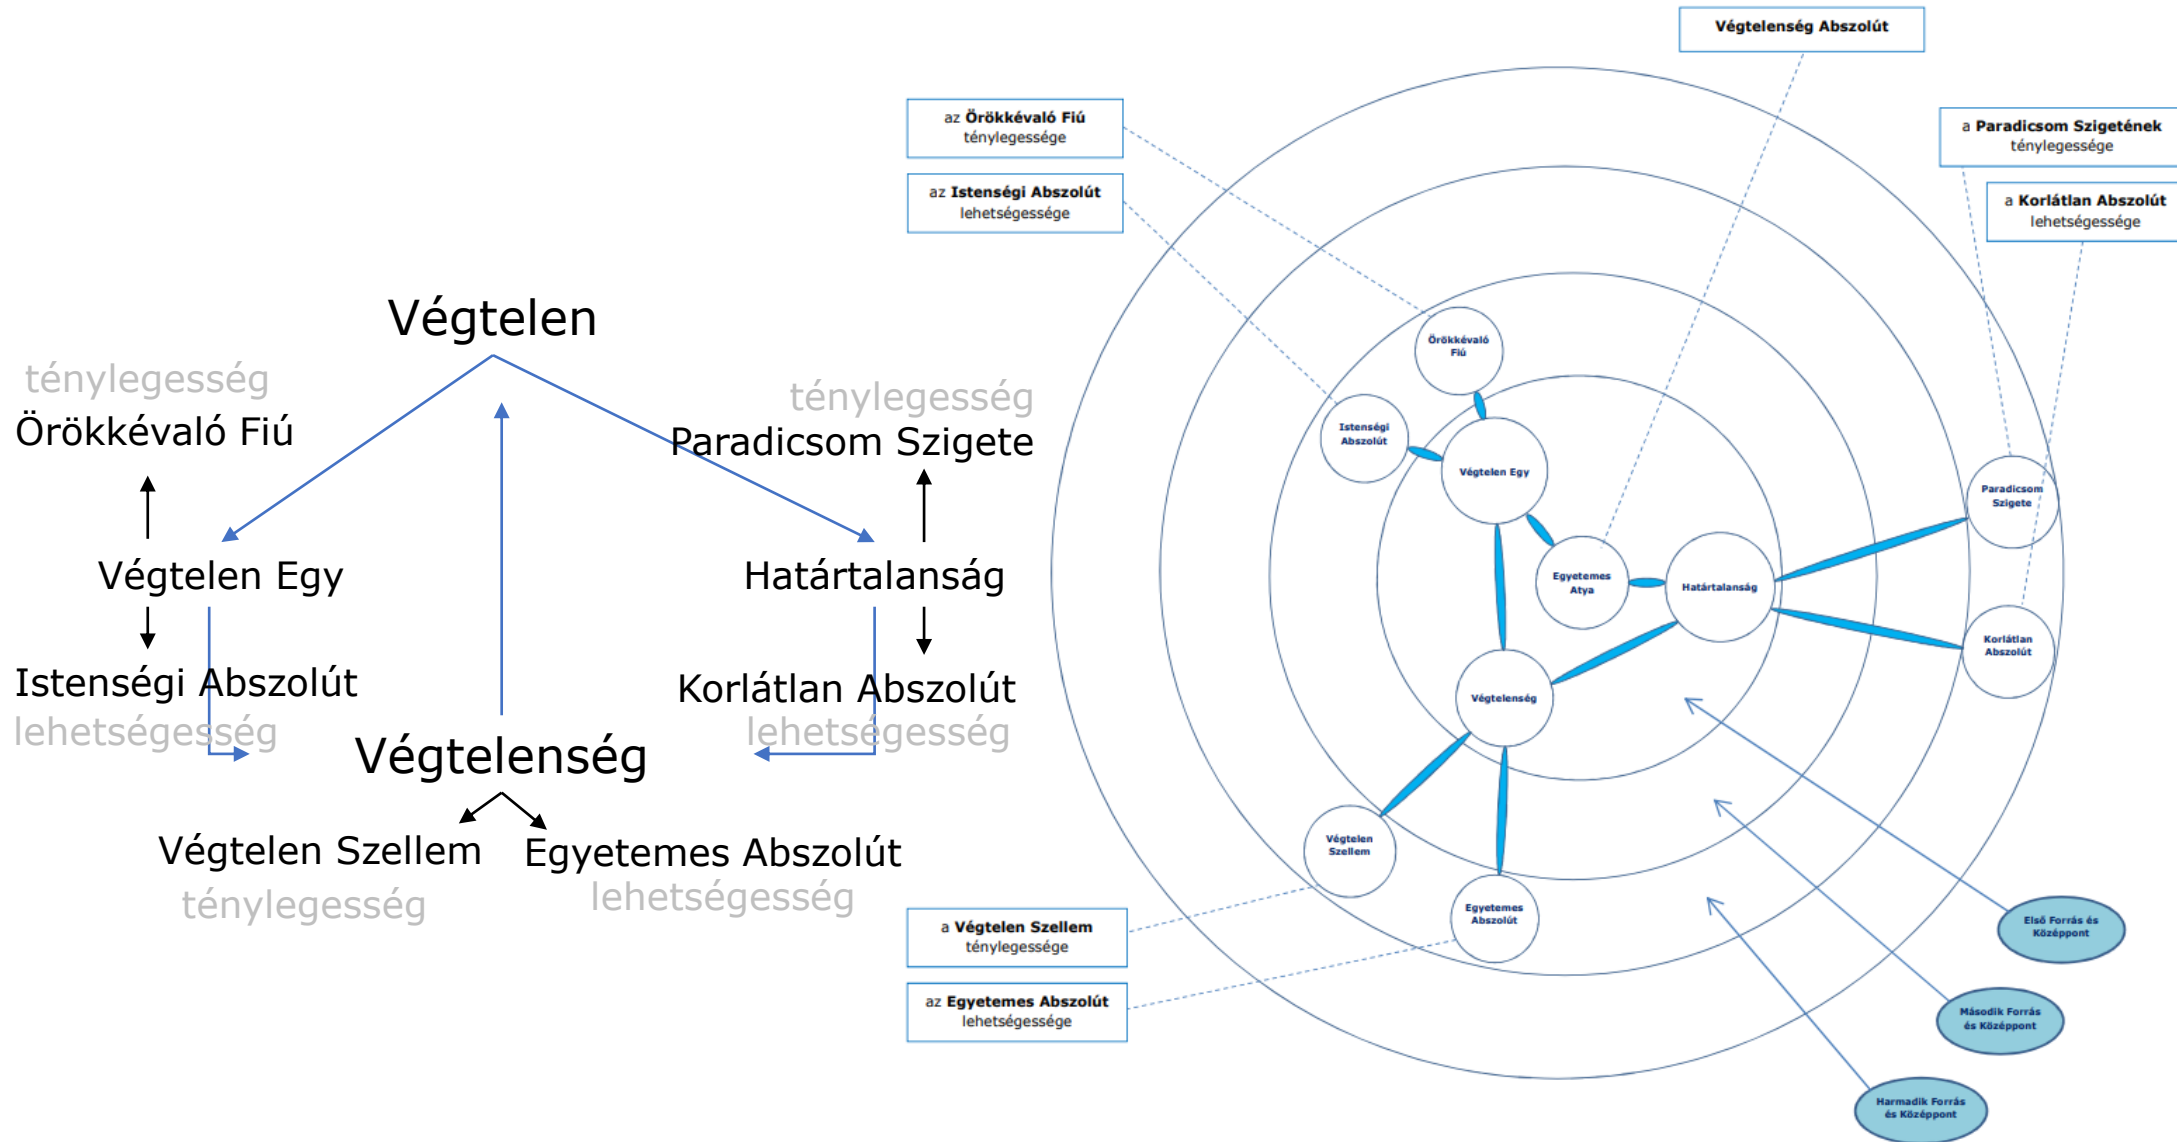 Végtelen
ténylegesség
Örökkévaló Fiú
ténylegesség
Paradicsom Szigete
Végtelen Egy
Határtalanság
Istenségi Abszolút
lehetségesség
Korlátlan Abszolút
lehetségesség
Végtelenség
Végtelen Szellem
ténylegesség
Egyetemes Abszolút
lehetségesség
Végtelenség Abszolút
az Örökkévaló Fiú
ténylegessége
az Istenségi Abszolút
lehetségessége
a Paradicsom Szigetének
ténylegessége
a Korlátlan Abszolút
lehetségessége
Örökkévaló
Fiú
Istenségi
Abszolút
Végtelen Egy
Egyetemes
Atya
Határtalanság
Paradicsom
Szigete
Korlátlan
Abszolút
Végtelenség
Végtelen
Szellem
Egyetemes
Abszolút
a Végtelen Szellem
ténylegessége
az Egyetemes Abszolút
lehetségessége
Első Forrás és
Középpont
Második Forrás
és Középpont
Harmadik Forrás
és Középpont